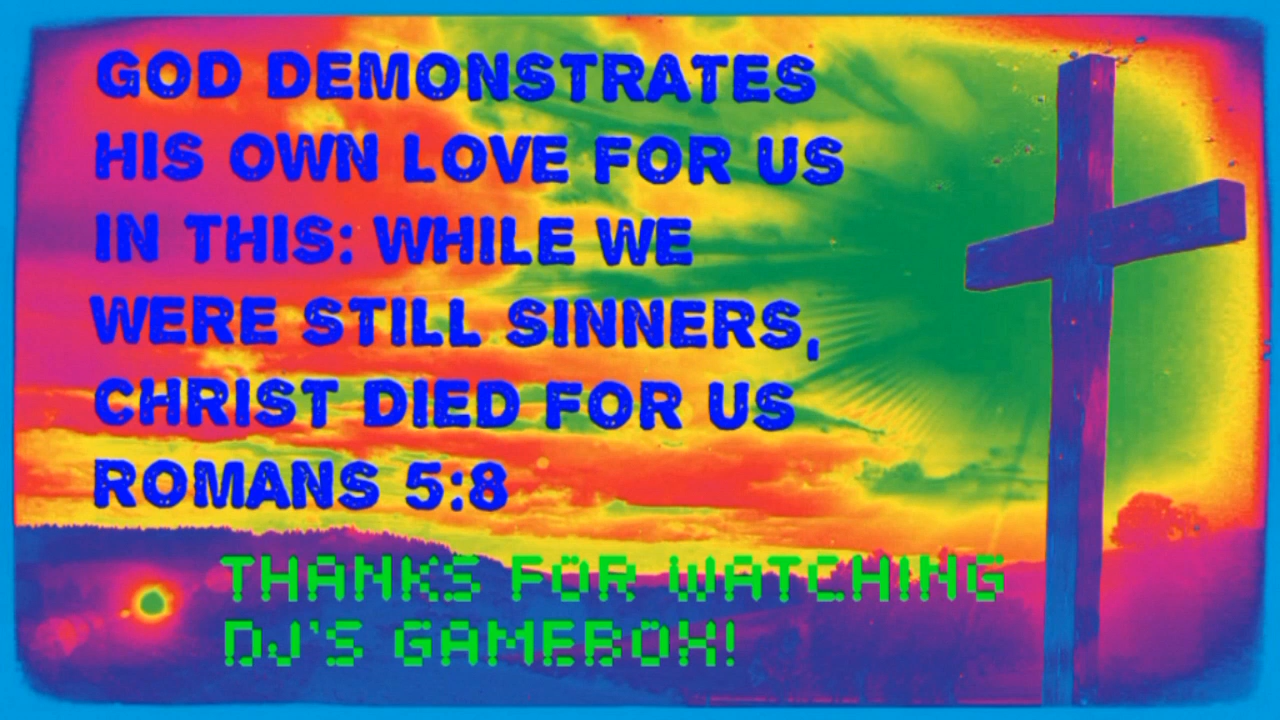 GOD DEMONSTRATES
HIS OWN LOVE FOR US
IN THIS: WHILE WE
WERE STILL SINNERS,
CHRIST DIED FOR US
ROMANS 5:8
THANKS FOR WATCHING
DJ'S GAMEBOX!